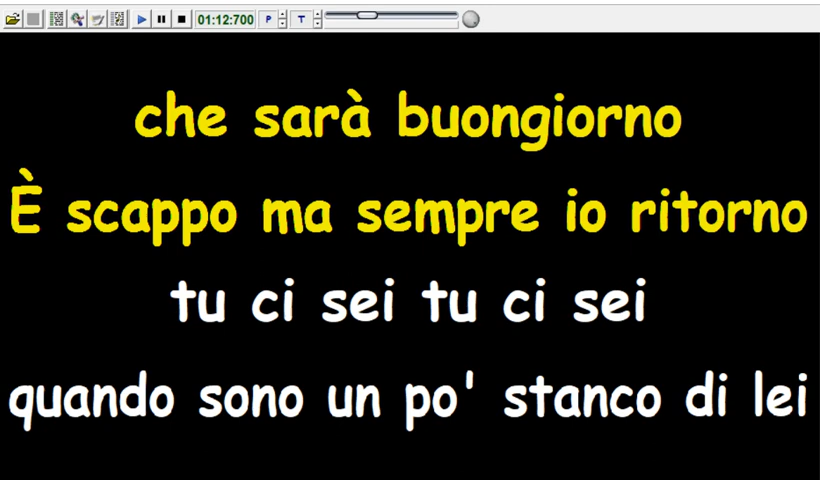 01:12:700 P T
che sarà buongiorno
È scappo ma sempre io ritorno
tu ci sei tu ci sei
quando sono un po' stanco di lei